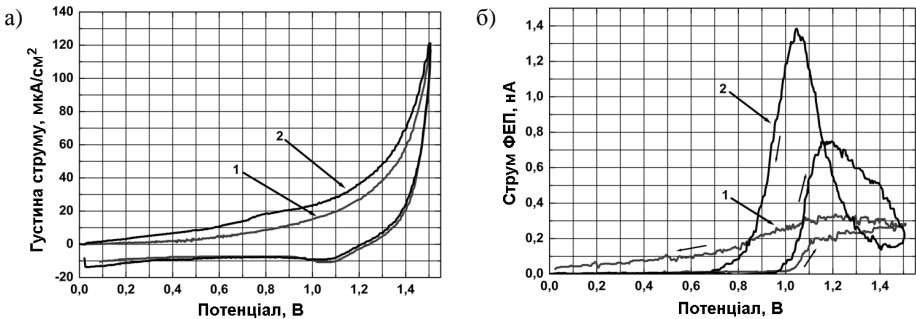 а)
Густина струму, мкА/см2
140
120
100
80
60
40
20
0
-20
2
1
0,0 0,2 0,4 0,6 0,8 1,0 1,2 1,4
Потенціал, В
б)
Струм ФЕП, нА
1,4
1,2
1,0
0,8
0,6
0,4
0,2
0,0
2
1
0,0 0,2 0,4 0,6 0,8 1,0 1,2 1,4
Потенціал, В